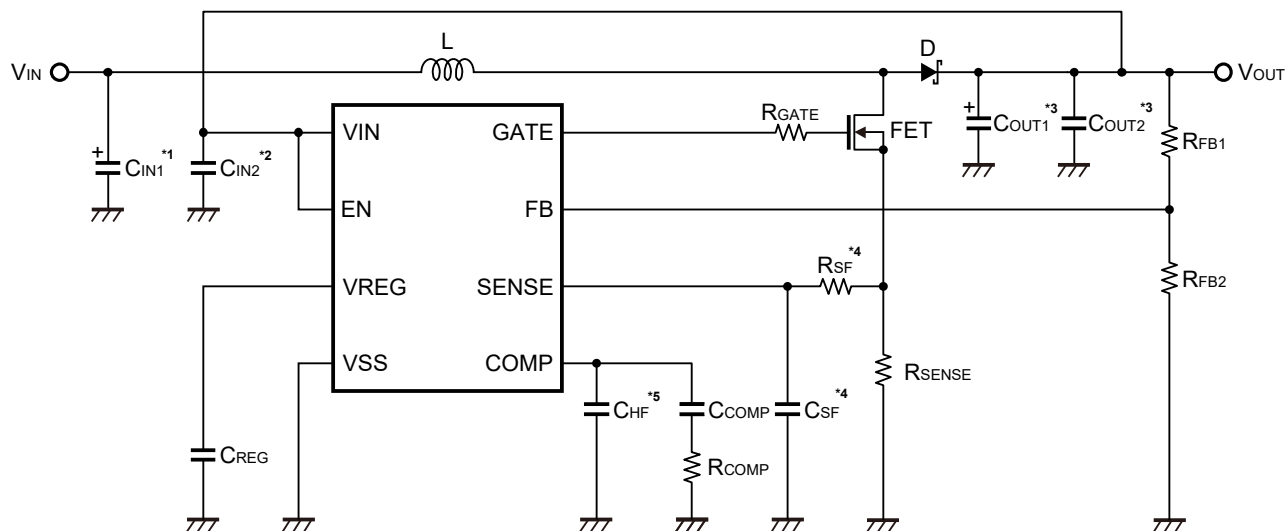 L
D
VIN
VOUT
RGATE
FET
COUT1*3
COUT2*3
RFB1
VIN
GATE
CIN1*1
CIN2*2
EN
FB
RSF*4
RFB2
VREG
SENSE
VSS
COMP
RSENSE
CHF*5
CCOMP
CSF*4
CREG
RCOMP
+
+